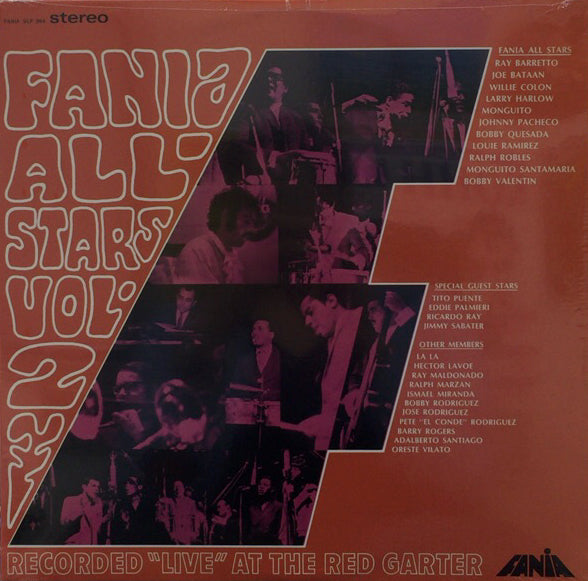 FANIA SLP 364 stereo
FANIA
ALL
STARS
VOL.
2
FANIA ALL STARS
RAY BARRETTO
JOE BATAAN
WILLIE COLON
LARRY HARLOW
MONGUITO
JOHNNY PACHECO
BOBBY QUESADA
LOUIE RAMIREZ
RALPH ROBLES
MONGUITO SANTAMARIA
BOBBY VALENTIN
SPECIAL GUEST STARS
TITO PUENTE
EDDIE PALMIERI
RICARDO RAY
JIMMY SABATER
OTHER MEMBERS
LA LA
HECTOR LAVOE
RAY MALDONADO
RALPH MARZAN
ISMAEL MIRANDA
BOBBY RODRIGUEZ
JOSE RODRIGUEZ
PETE "EL CONDE" RODRIGUEZ
BARRY ROGERS
ADALBERTO SANTIAGO
ORESTE VILATO
RECORDED "LIVE" AT THE RED GARTER
FANIA